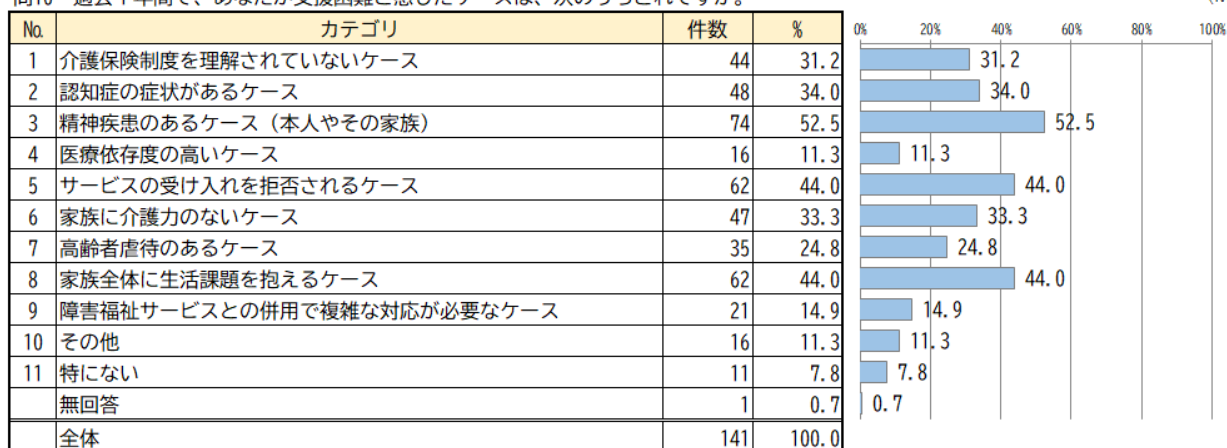 No. カテゴリ 件数 % 0% 20% 40% 60% 80% 100%
1 介護保険制度を理解されていないケース 44 31.2 31.2
2 認知症の症状があるケース 48 34.0 34.0
3 精神疾患のあるケース（本人やその家族） 74 52.5 52.5
4 医療依存度の高いケース 16 11.3 11.3
5 サービスの受け入れを拒否されるケース 62 44.0 44.0
6 家族に介護力のないケース 47 33.3 33.3
7 高齢者虐待のあるケース 35 24.8 24.8
8 家族全体に生活課題を抱えるケース 62 44.0 44.0
9 障害福祉サービスとの併用で複雑な対応が必要なケース 21 14.9 14.9
10 その他 16 11.3 11.3
11 特にない 11 7.8 7.8
無回答 1 0.7 0.7
全体 141 100.0